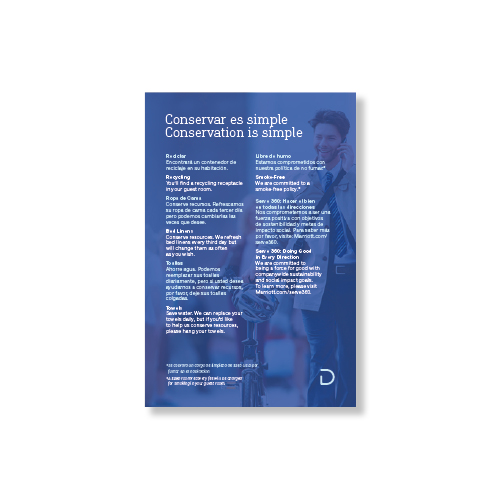 Conservar es simple
Conservation is simple
Reciclar
Encontrará un contenedor de
reciclaje en su habitación.
Recycling
You'll find a recycling receptacle
in your guest room.
Ropa de Cama
Conserve recursos. Refrescamos
su ropa de cama cada tercer día
pero podemos cambiarlas las
veces que desee.
Bed Linens
Conserve resources. We refresh
bed linens every third day but
will change them as often
as you wish.
Toallas
Ahorre agua. Podemos
reemplazar sus toallas
diariamente, pero si usted desea
ayudarnos a conservar recursos,
por favor, deje sus toallas
colgadas.
Towels
Save water. We can replace your
towels daily, but if you'd like
to help us conserve resources,
please hang your towels.
Libre de humo
Estamos comprometidos con
nuestra política de no fumar.*
Smoke-Free
We are committed to a
smoke-free policy.*
Serve 360: Hacer el bien
en todas las direcciones
Nos comprometemos a ser una
fuerza positiva con objetivos
de sostenibilidad y metas de
impacto social. Para saber más
por favor, visite: Marriott.com/
serve360.
Serve 360: Doing Good
in Every Direction
We are committed to
being a force for good with
companywide sustainability
and social impact goals.
To learn more, please visit
Marriott.com/serve360.
for smoking in your guest room.
D